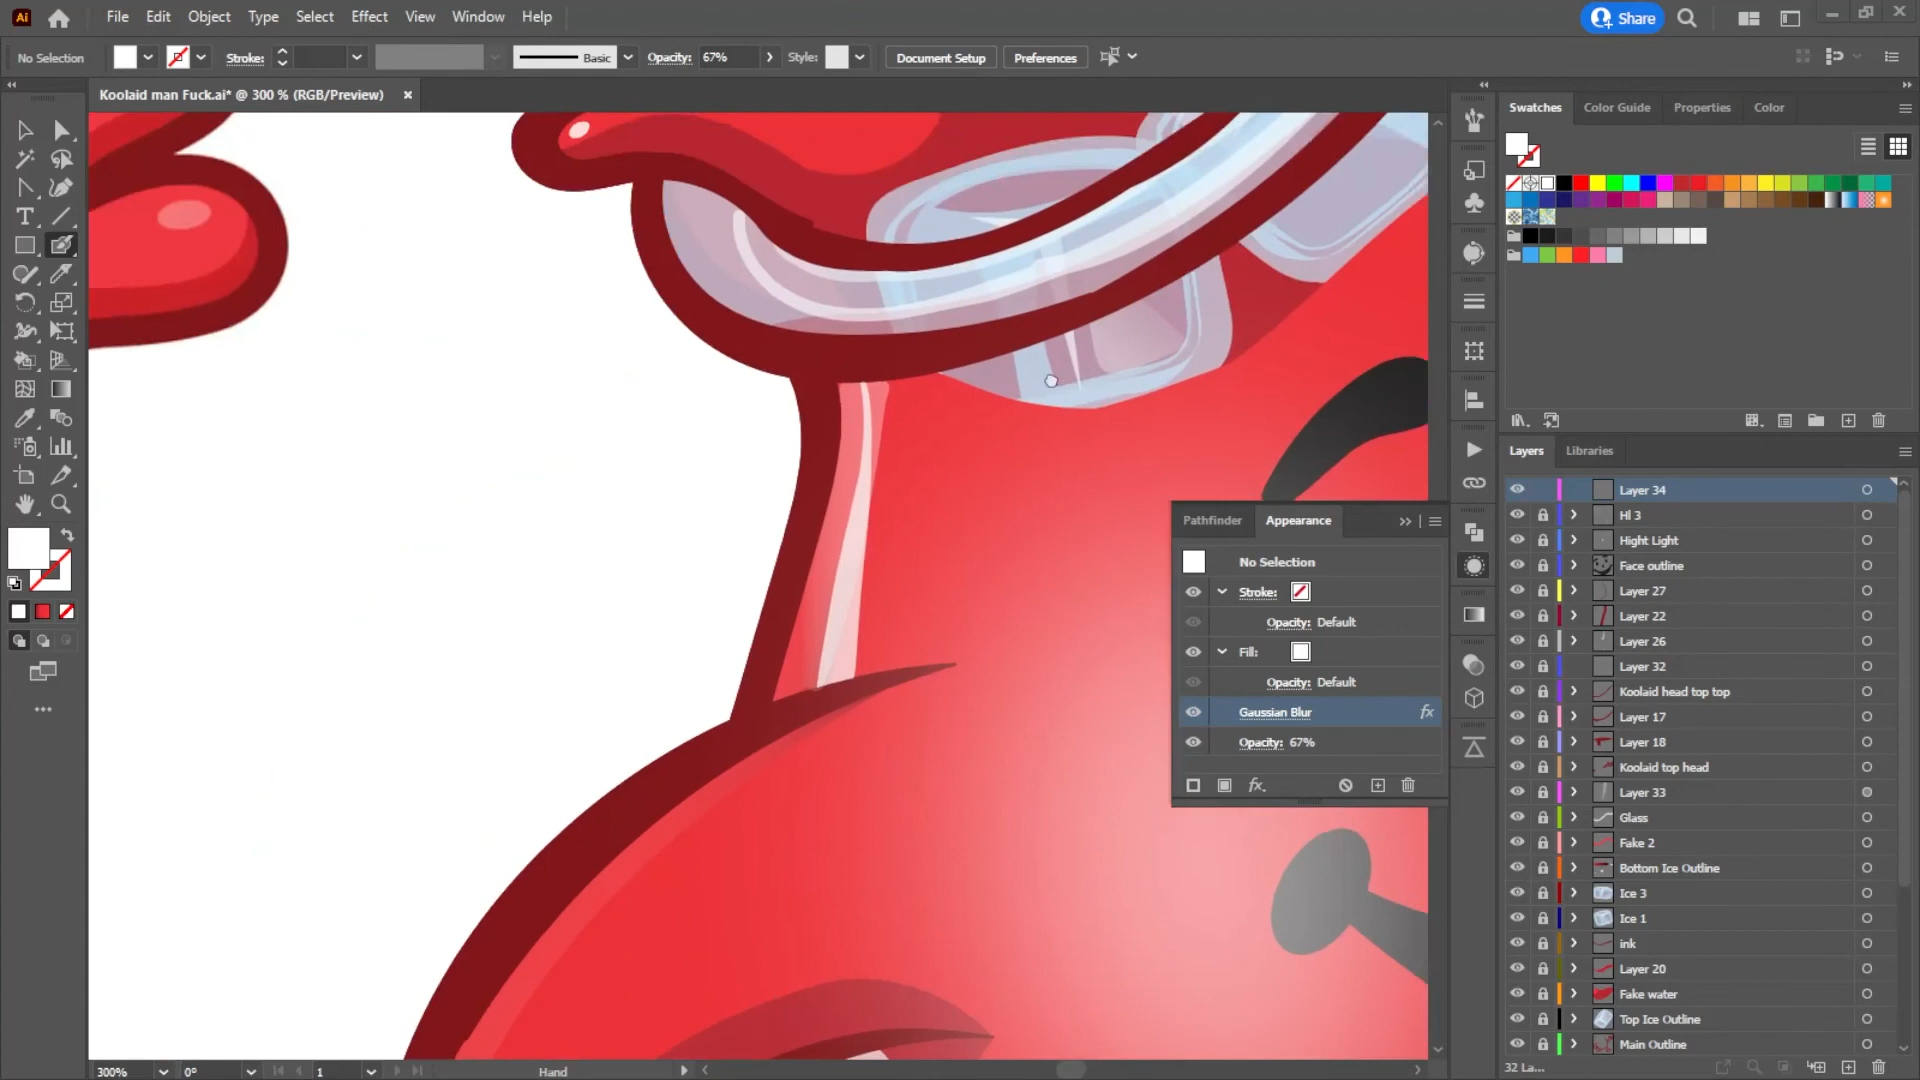 Ai File Edit Object Type Select Effect View Window Help Share
No Selection Stroke: Basic Opacity: 67% Style: Document Setup Preferences
Koolaid man Fuck.ai* @ 300 % (RGB/Preview) ×
Swatches Color Guide Properties Color
Layers Libraries
Layer 34
Hl 3
Hight Light
Face outline
Layer 27
Layer 22
Layer 26
Layer 32
Koolaid head top top
Layer 17
Layer 18
Koolaid top head
Layer 33
Glass
Fake 2
Bottom Ice Outline
Ice 3
Ice 1
ink
Layer 20
Fake water
Top Ice Outline
Main Outline
32 La...
Pathfinder Appearance
No Selection
Stroke:
Opacity: Default
Fill:
Opacity: Default
Gaussian Blur fx
Opacity: 67%
fx
300% 0° 1 Hand